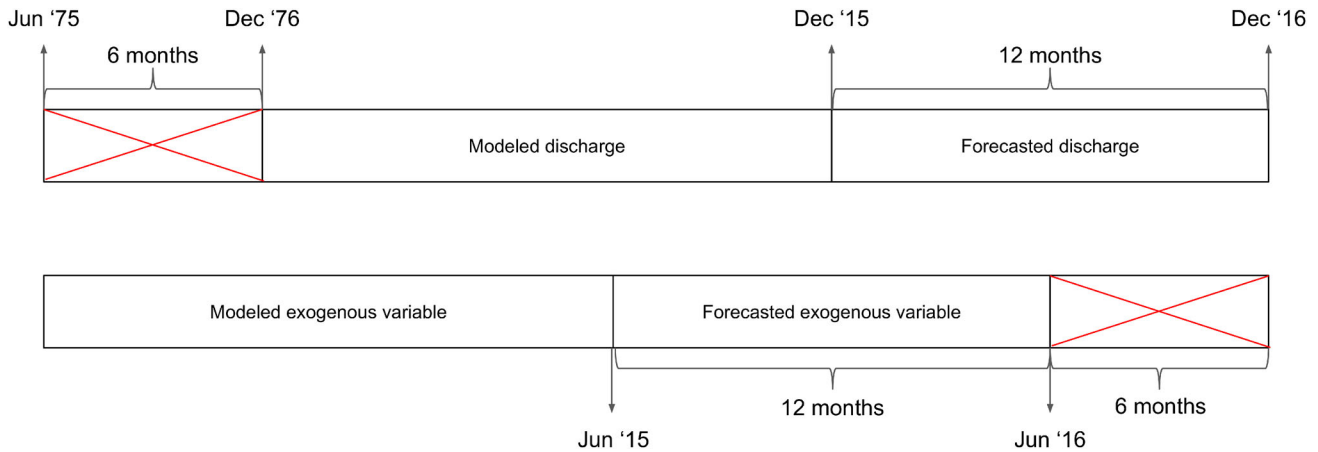 Jun ‘75
Dec ‘76
Dec ‘15
Dec ‘16
6 months
12 months
Modeled discharge
Forecasted discharge
Modeled exogenous variable
Forecasted exogenous variable
12 months
6 months
Jun ‘15
Jun ‘16